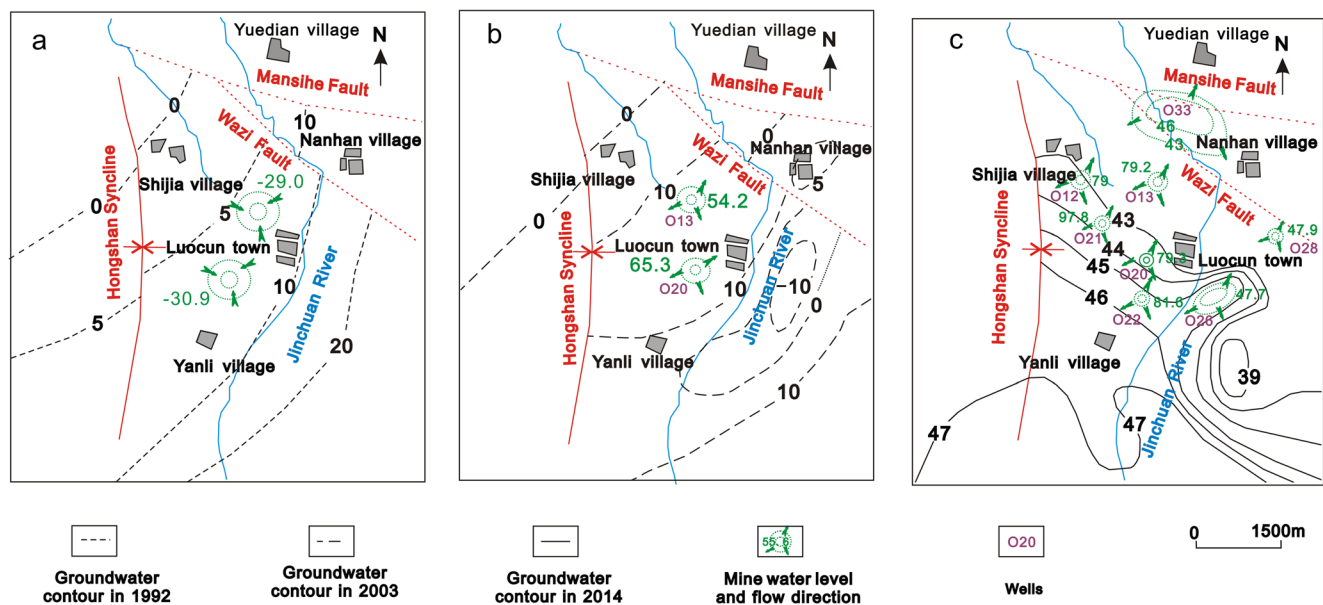 a
Yuedian village
N
Mansihe Fault
0
10
Wazi Fault
Nanhan village
Shijia village
-29.0
0
5
Hongshan Syncline
Luocun town
10
-30.9
5
Jinchuan River
20
Yanli village
b
Yuedian village
N
Mansihe Fault
0
0
Nanhan village
Wazi Fault
5
Shijia village
10
54.2
O13
0
Hongshan Syncline
Luocun town
65.3
O20
10
-10
0
Jinchuan River
Yanli village
10
c
Yuedian village
N
Mansihe Fault
O33
46
43
Nanhan village
Shijia village
79
79.2
O12
O13
Wazi Fault
97.8
43
O21
47.9
O28
44
Luocun town
79.3
O20
45
46
81.6
O22
47.7
O26
Hongshan Syncline
Yanli village
39
47
47
Jinchuan River
Groundwater
contour in 1992
Groundwater
contour in 2003
Groundwater
contour in 2014
55.6
Mine water level
and flow direction
O20
Wells
0 1500m